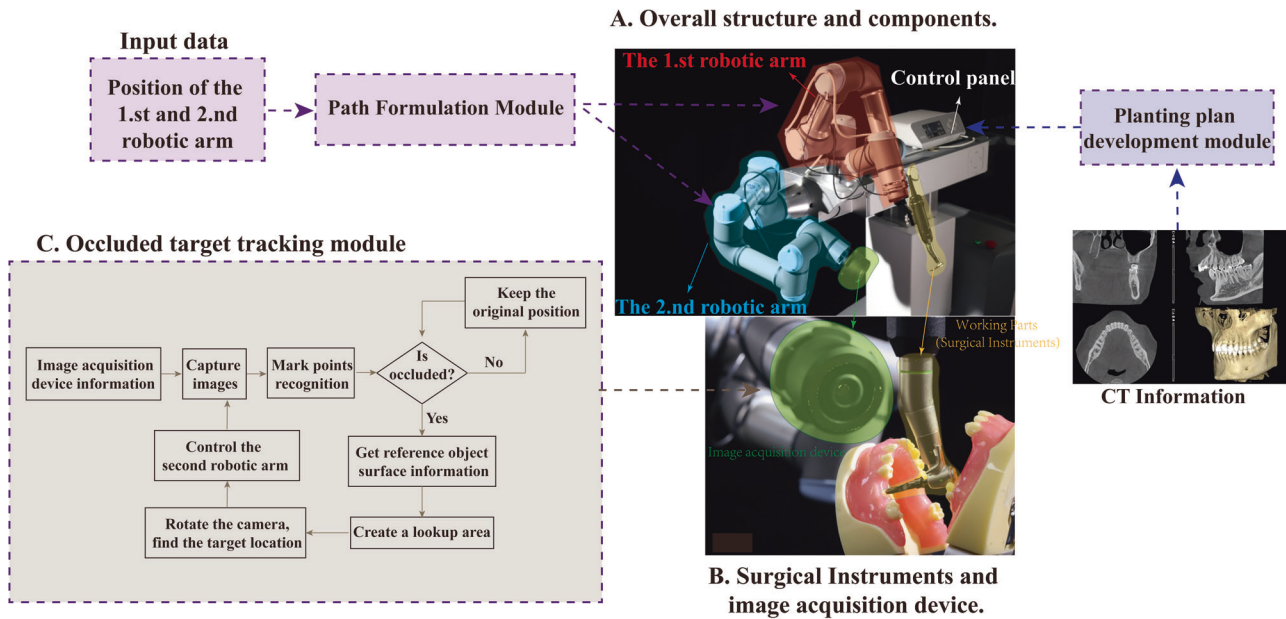 A. Overall structure and components.
Input data
Position of the
1.st and 2.nd
robotic arm
Path Formulation Module
The 1.st robotic arm
Control panel
Planting plan
development module
The 2.nd robotic arm
CT Information
C. Occluded target tracking module
Keep the
original position
Image acquisition
device information
Capture
images
Mark points
recognition
Is
occluded?
No
Yes
Control the
second robotic arm
Get reference object
surface information
Rotate the camera,
find the target location
Create a lookup area
Working Parts
(Surgical Instruments)
Image acquisition device
B. Surgical Instruments and
image acquisition device.